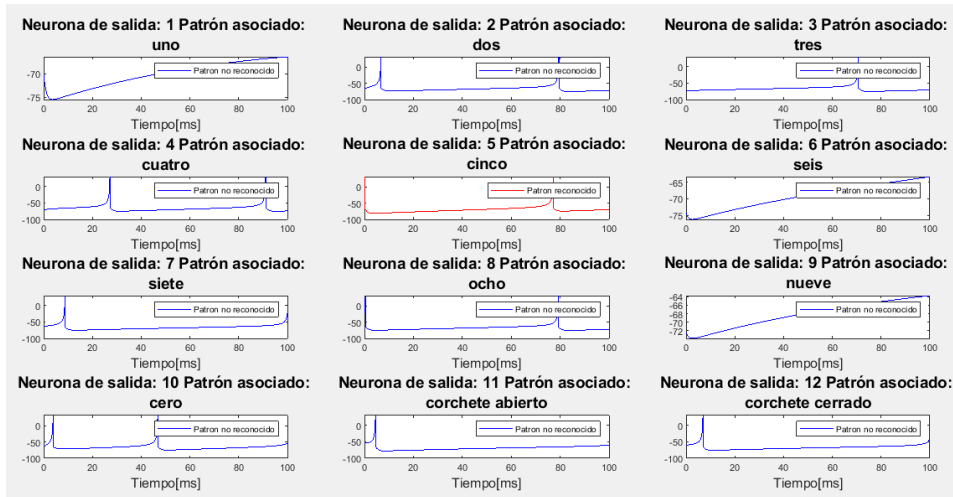 Neurona de salida: 1 Patrón asociado:
uno
-70
-75
Patron no reconocido
0 20 40 60 80 100
Tiempo[ms]
Neurona de salida: 2 Patrón asociado:
dos
0
-50
-100
Patron no reconocido
0 20 40 60 80 100
Tiempo[ms]
Neurona de salida: 3 Patrón asociado:
tres
0
-50
-100
Patron no reconocido
0 20 40 60 80 100
Tiempo[ms]
Neurona de salida: 4 Patrón asociado:
cuatro
0
-50
-100
Patron no reconocido
0 20 40 60 80 100
Tiempo[ms]
Neurona de salida: 5 Patrón asociado:
cinco
0
-50
-100
Patron reconocido
0 20 40 60 80 100
Tiempo[ms]
Neurona de salida: 6 Patrón asociado:
seis
-65
-70
-75
Patron no reconocido
0 20 40 60 80 100
Tiempo[ms]
Neurona de salida: 7 Patrón asociado:
siete
0
-50
-100
Patron no reconocido
0 20 40 60 80 100
Tiempo[ms]
Neurona de salida: 8 Patrón asociado:
ocho
0
-50
-100
Patron no reconocido
0 20 40 60 80 100
Tiempo[ms]
Neurona de salida: 9 Patrón asociado:
nueve
-64
-66
-68
-70
-72
Patron no reconocido
0 20 40 60 80 100
Tiempo[ms]
Neurona de salida: 10 Patrón asociado:
cero
0
-50
-100
Patron no reconocido
0 20 40 60 80 100
Tiempo[ms]
Neurona de salida: 11 Patrón asociado:
corchete abierto
0
-50
-100
Patron no reconocido
0 20 40 60 80 100
Tiempo[ms]
Neurona de salida: 12 Patrón asociado:
corchete cerrado
0
-50
-100
Patron no reconocido
0 20 40 60 80 100
Tiempo[ms]